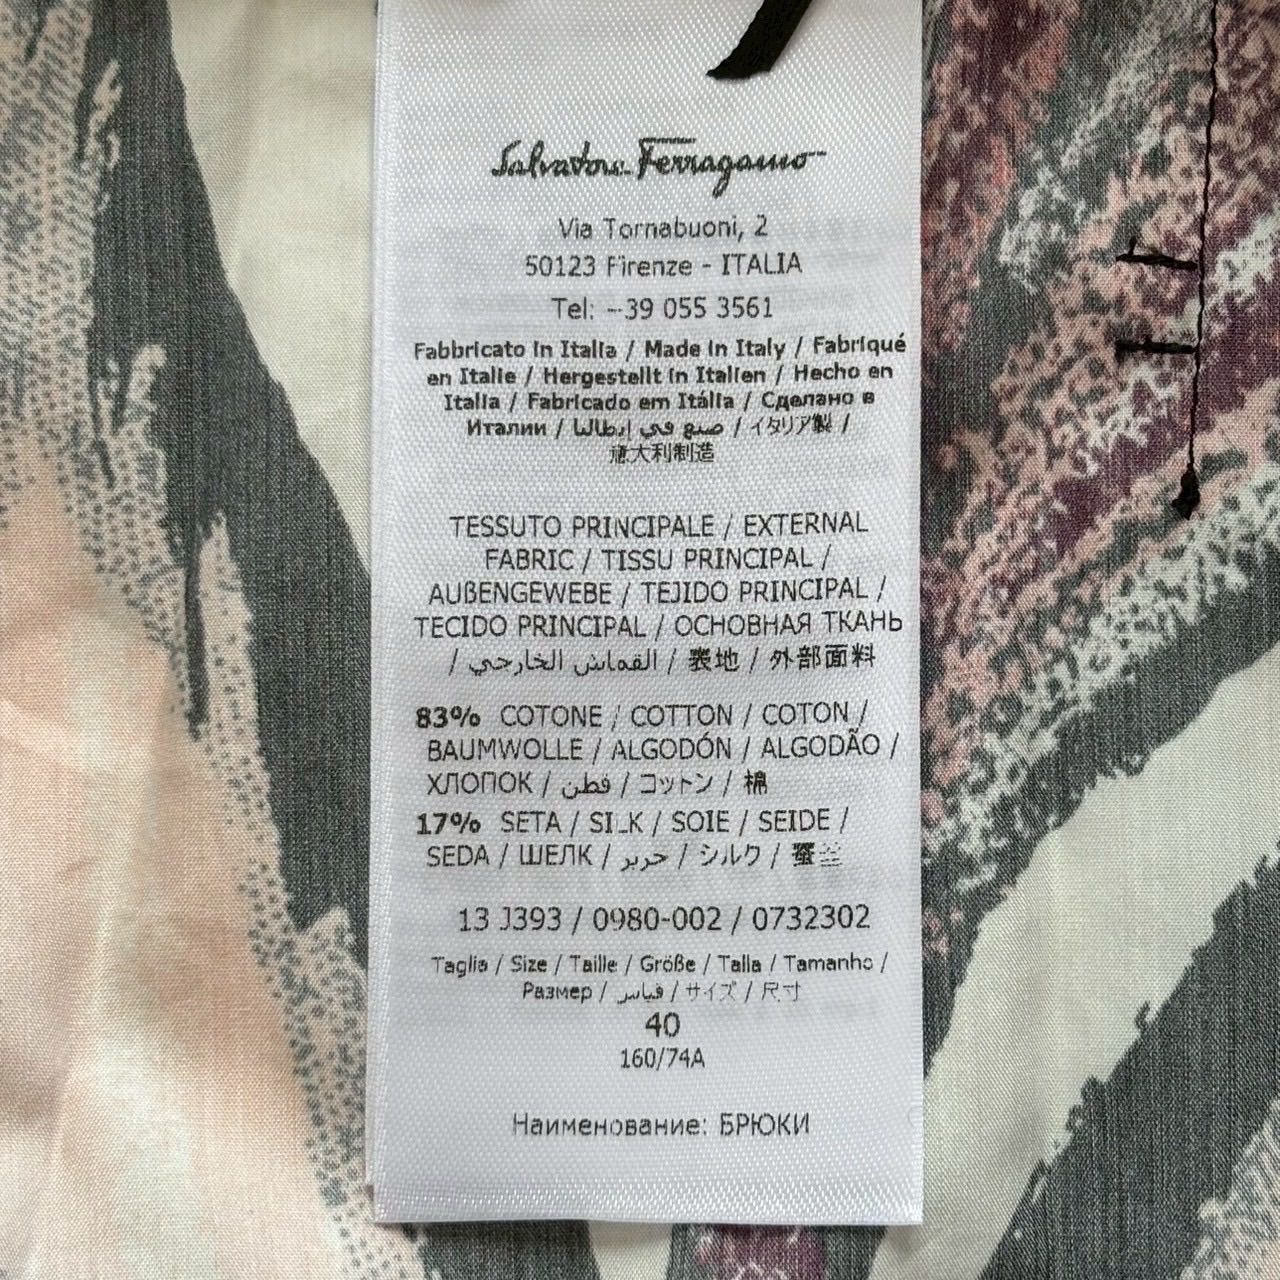 Salvatore Ferragamo
Via Tornabuoni, 2
50123 Firenze - ITALIA
Tel: +39 055 3561
Fabbricato in Italia / Made in Italy / Fabriqué
en Italie / Hergestellt in Italien / Hecho en
Italia / Fabricado em Itália / Сделано в
Италии / صنع في إيطاليا / イタリア製 /
意大利制造
TESSUTO PRINCIPALE / EXTERNAL
FABRIC / TISSU PRINCIPAL /
AUßENGEWEBE / TEJIDO PRINCIPAL /
TECIDO PRINCIPAL / ОСНОВНАЯ ТКАНЬ
/ القماش الخارجي / 表地 / 外部面料
83% COTONE / COTTON / COTON /
BAUMWOLLE / ALGODÓN / ALGODÃO /
ХЛОПОК / قطن / コットン / 棉
17% SETA / SILK / SOIE / SEIDE /
SEDA / ШЕЛК / حرير / シルク / 蚕丝
13 J393 / 0980-002 / 0732302
Taglia / Size / Taille / Größe / Talla / Tamanho /
Размер / قياس / サイズ / 尺寸
40
160/74A
Наименование: БРЮКИ